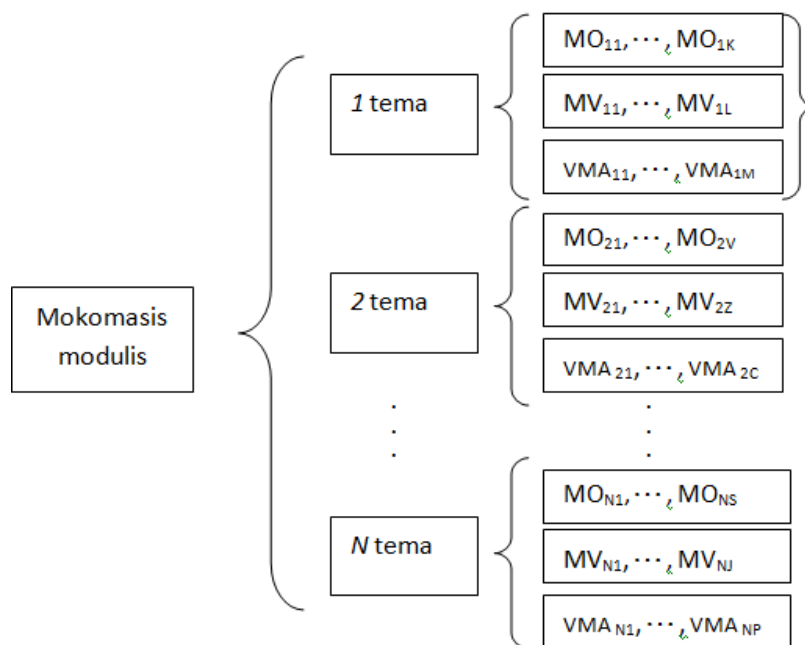 MO₁₁,⋯, MO₁ₖ
1 tema
MV₁₁,⋯, MV₁L
VMA₁₁,⋯, VMA₁M
MO₂₁,⋯, MO₂V
2 tema
MV₂₁,⋯, MV₂Z
Mokomasis
modulis
VMA ₂₁,⋯, VMA ₂C
MON₁,⋯, MONS
N tema
MVN₁,⋯, MVNJ
VMA N₁,⋯, VMA NP